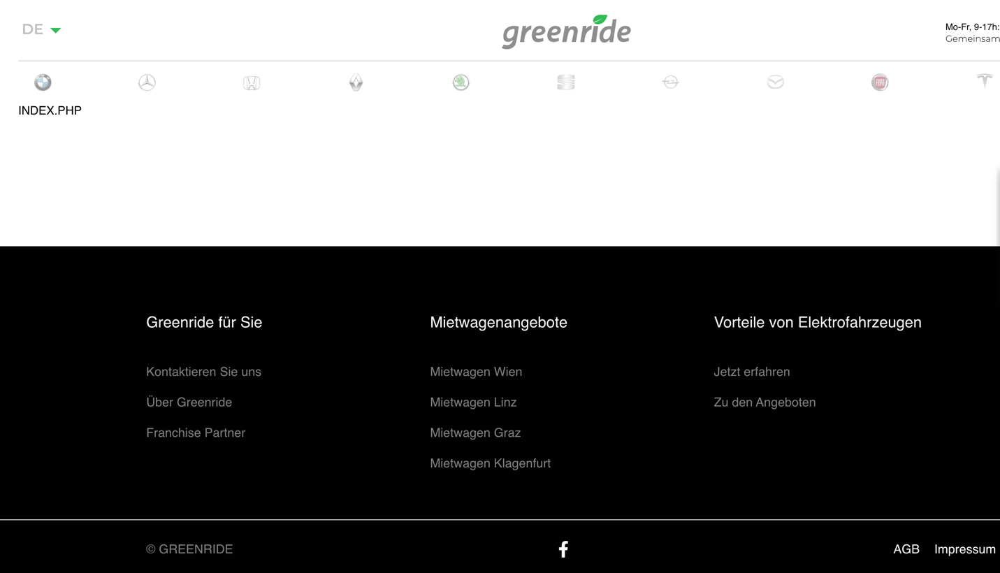 DE
greenride
Mo-Fr, 9-17h:
Gemeinsam
FIAT
INDEX.PHP
Greenride für Sie
Mietwagenangebote
Vorteile von Elektrofahrzeugen
Kontaktieren Sie uns
Mietwagen Wien
Jetzt erfahren
Über Greenride
Mietwagen Linz
Zu den Angeboten
Franchise Partner
Mietwagen Graz
Mietwagen Klagenfurt
© GREENRIDE
AGB
Impressum